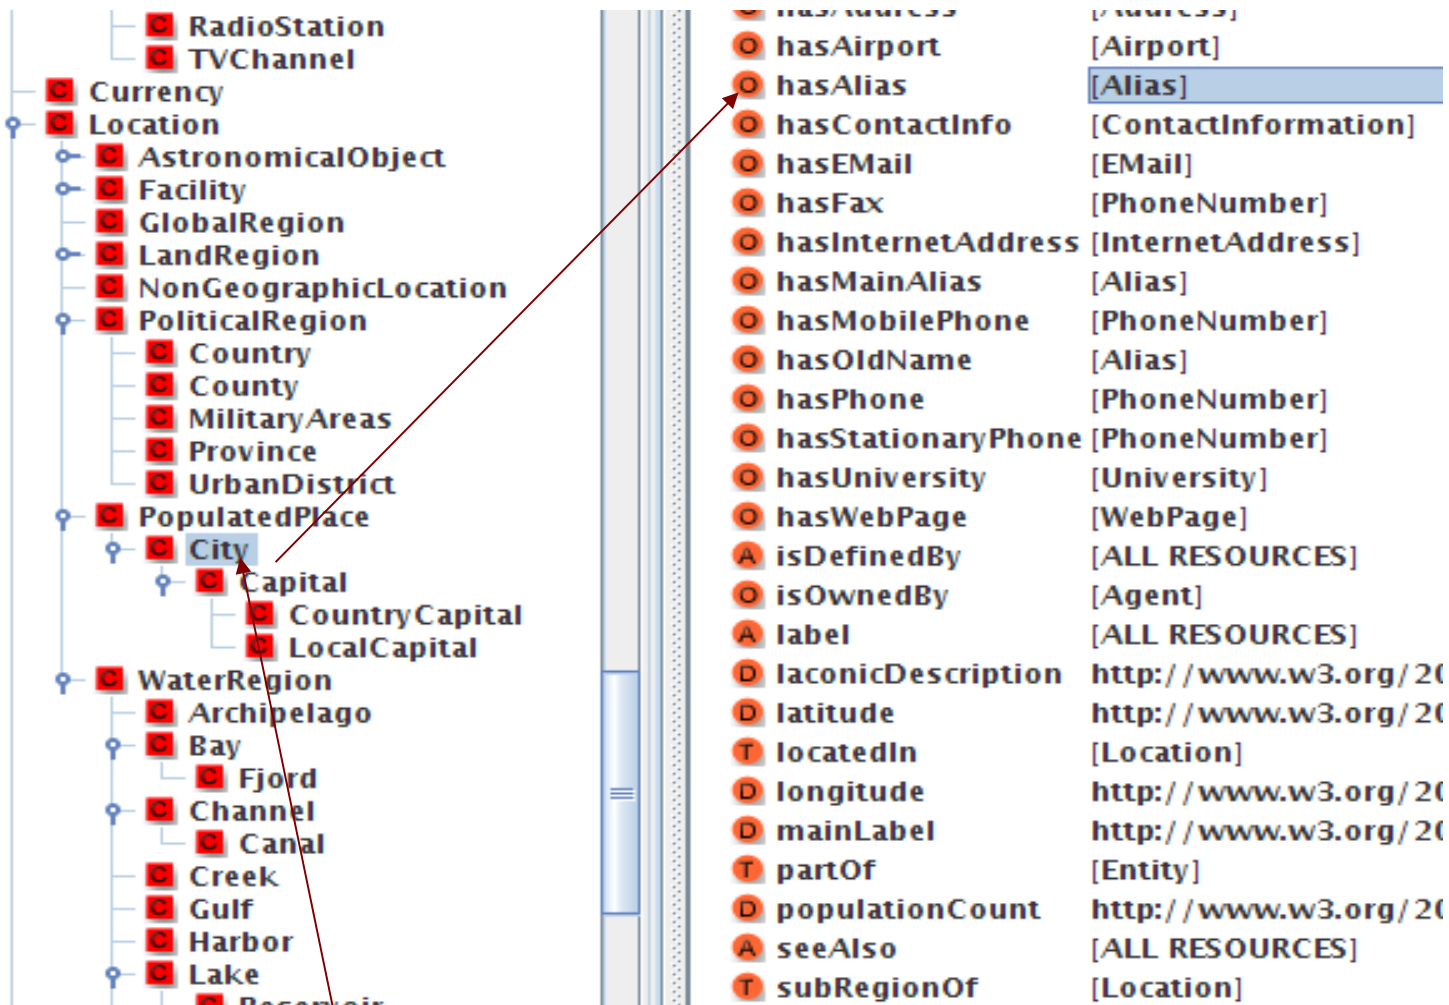 RadioStation
TVChannel
Currency
Location
AstronomicalObject
Facility
GlobalRegion
LandRegion
NonGeographicLocation
PoliticalRegion
Country
County
MilitaryAreas
Province
UrbanDistrict
PopulatedPlace
City
Capital
CountryCapital
LocalCapital
WaterRegion
Archipelago
Bay
Fjord
Channel
Canal
Creek
Gulf
Harbor
Lake
Reservoir
hasAddress [Address]
hasAirport [Airport]
hasAlias [Alias]
hasContactInfo [ContactInformation]
hasEMail [EMail]
hasFax [PhoneNumber]
hasInternetAddress [InternetAddress]
hasMainAlias [Alias]
hasMobilePhone [PhoneNumber]
hasOldName [Alias]
hasPhone [PhoneNumber]
hasStationaryPhone [PhoneNumber]
hasUniversity [University]
hasWebPage [WebPage]
isDefinedBy [ALL RESOURCES]
isOwnedBy [Agent]
label [ALL RESOURCES]
laconicDescription http://www.w3.org/20
latitude http://www.w3.org/20
locatedIn [Location]
longitude http://www.w3.org/20
mainLabel http://www.w3.org/20
partOf [Entity]
populationCount http://www.w3.org/20
seeAlso [ALL RESOURCES]
subRegionOf [Location]